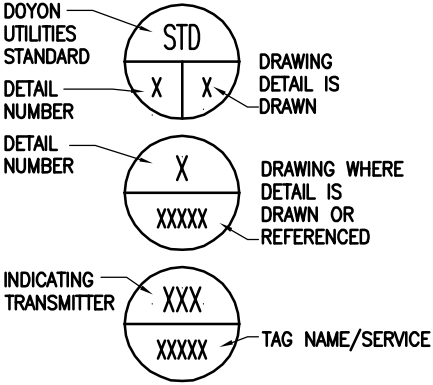 DOYON
UTILITIES
STANDARD
STD
DETAIL
NUMBER
X
X
DRAWING
DETAIL IS
DRAWN
DETAIL
NUMBER
X
XXXXX
DRAWING WHERE
DETAIL IS
DRAWN OR
REFERENCED
INDICATING
TRANSMITTER
XXX
XXXXX
TAG NAME/SERVICE